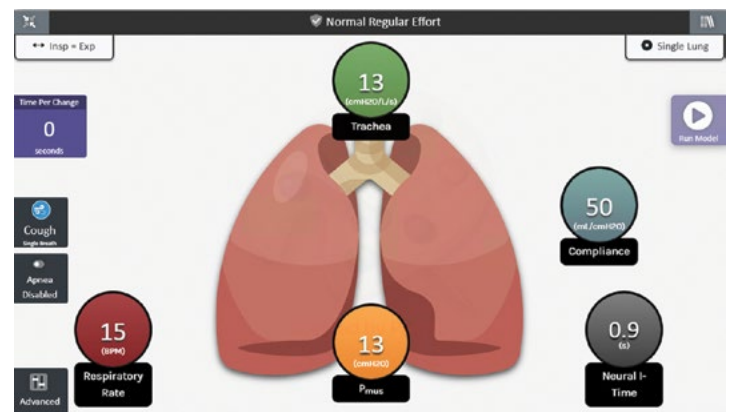 Normal Regular Effort
Insp = Exp
Single Lung
13
(cmH2O/L/s)
Trachea
Time Per Change
0
seconds
Run Model
Cough
Single Breath
50
(mL/cmH2O)
Compliance
Apnea
Disabled
15
(BPM)
Respiratory
Rate
13
(cmH2O)
Pmus
0.9
(s)
Neural I-
Time
Advanced